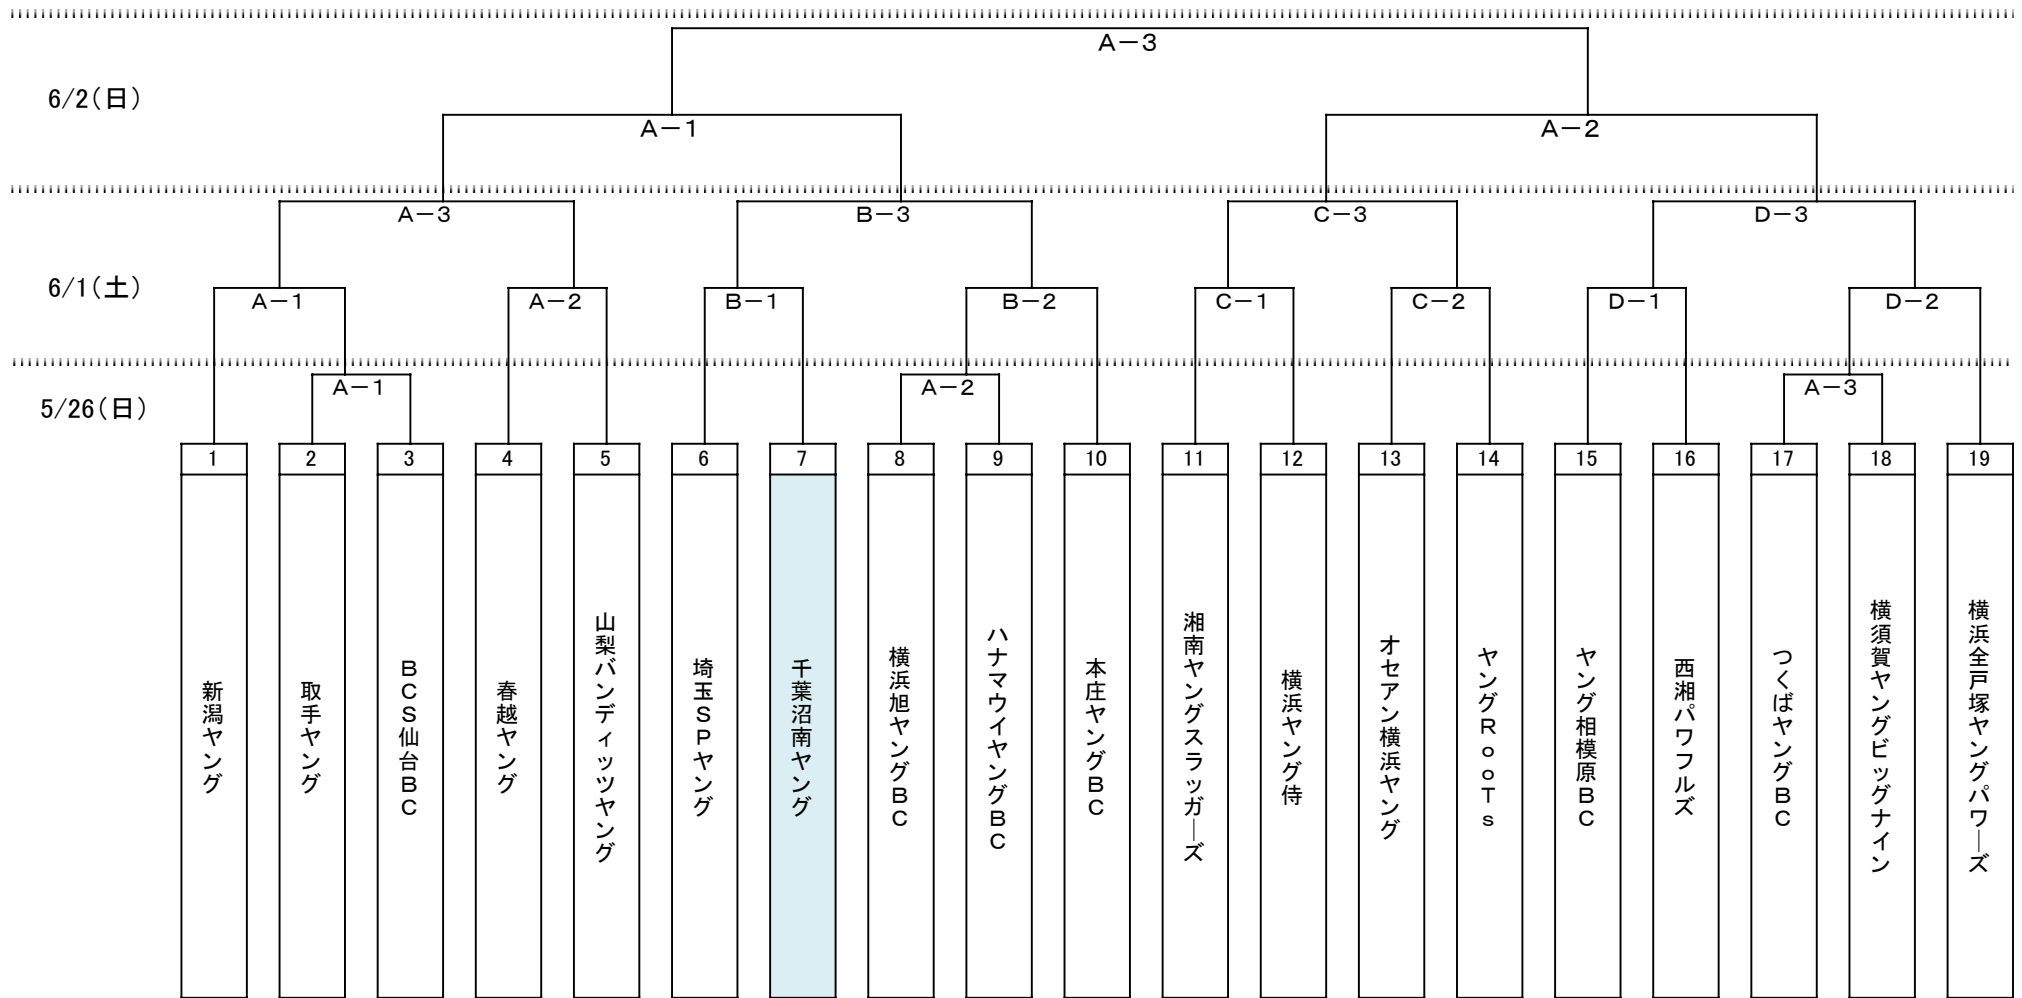 A－3
6/2(日)
A－1
A－2
A－3
B－3
C－3
D－3
6/1(土)
A－1
A－2
B－1
B－2
C－1
C－2
D－1
D－2
5/26(日)
A－1
A－2
A－3
1
2
3
4
5
6
7
8
9
10
11
12
13
14
15
16
17
18
19
新潟ヤング
取手ヤング
BCS仙台BC
春越ヤング
山梨バンディッツヤング
埼玉SPヤング
千葉沼南ヤング
横浜旭ヤングBC
ハナマウイヤングBC
本庄ヤングBC
湘南ヤングスラッガーズ
横浜ヤング侍
オセアン横浜ヤング
ヤングRooTs
ヤング相模原BC
西湘パワフルズ
つくばヤングBC
横須賀ヤングビッグナイン
横浜全戸塚ヤングパワーズ